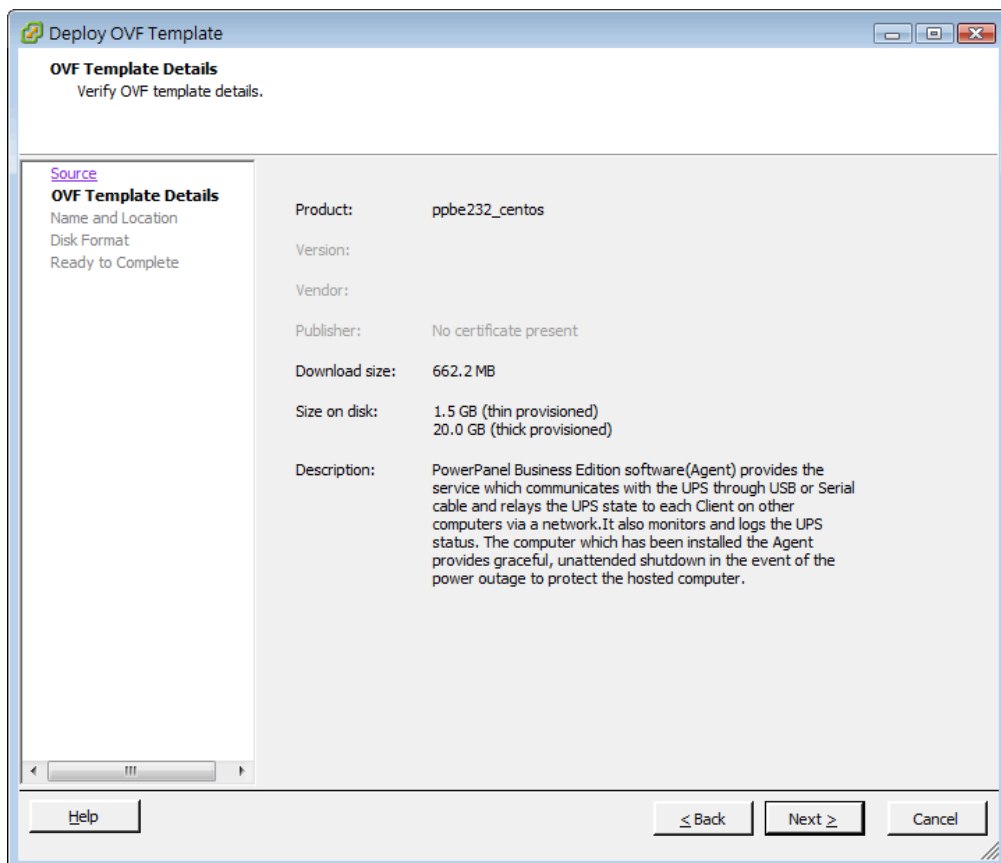 Deploy OVF Template
OVF Template Details
Verify OVF template details.
Source
OVF Template Details
Name and Location
Disk Format
Ready to Complete
Product: ppbe232_centos
Version:
Vendor:
Publisher: No certificate present
Download size: 662.2 MB
Size on disk: 1.5 GB (thin provisioned)
20.0 GB (thick provisioned)
Description: PowerPanel Business Edition software(Agent) provides the
service which communicates with the UPS through USB or Serial
cable and relays the UPS state to each Client on other
computers via a network.It also monitors and logs the UPS
status. The computer which has been installed the Agent
provides graceful, unattended shutdown in the event of the
power outage to protect the hosted computer.
Help
< Back
Next >
Cancel